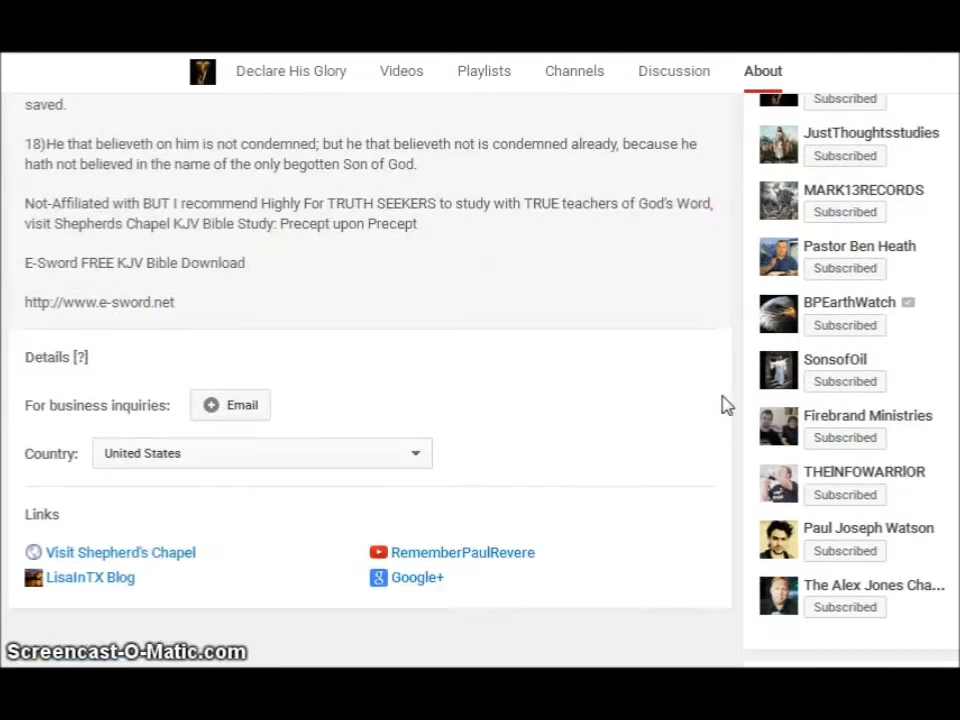 Declare His Glory Videos Playlists Channels Discussion About
saved.
18)He that believeth on him is not condemned; but he that believeth not is condemned already, because he
hath not believed in the name of the only begotten Son of God.
Not-Affiliated with BUT I recommend Highly For TRUTH SEEKERS to study with TRUE teachers of God's Word,
visit Shepherds Chapel KJV Bible Study: Precept upon Precept
E-Sword FREE KJV Bible Download
http://www.e-sword.net
Details [?]
For business inquiries: Email
Country: United States
Links
Visit Shepherd's Chapel RememberPaulRevere
LisaInTX Blog Google+
Subscribed
JustThoughtsstudies
Subscribed
MARK13RECORDS
Subscribed
Pastor Ben Heath
Subscribed
BPEarthWatch
Subscribed
SonsofOil
Subscribed
Firebrand Ministries
Subscribed
THElNFOWARRlOR
Subscribed
Paul Joseph Watson
Subscribed
The Alex Jones Cha...
Subscribed
Screencast-O-Matic.com